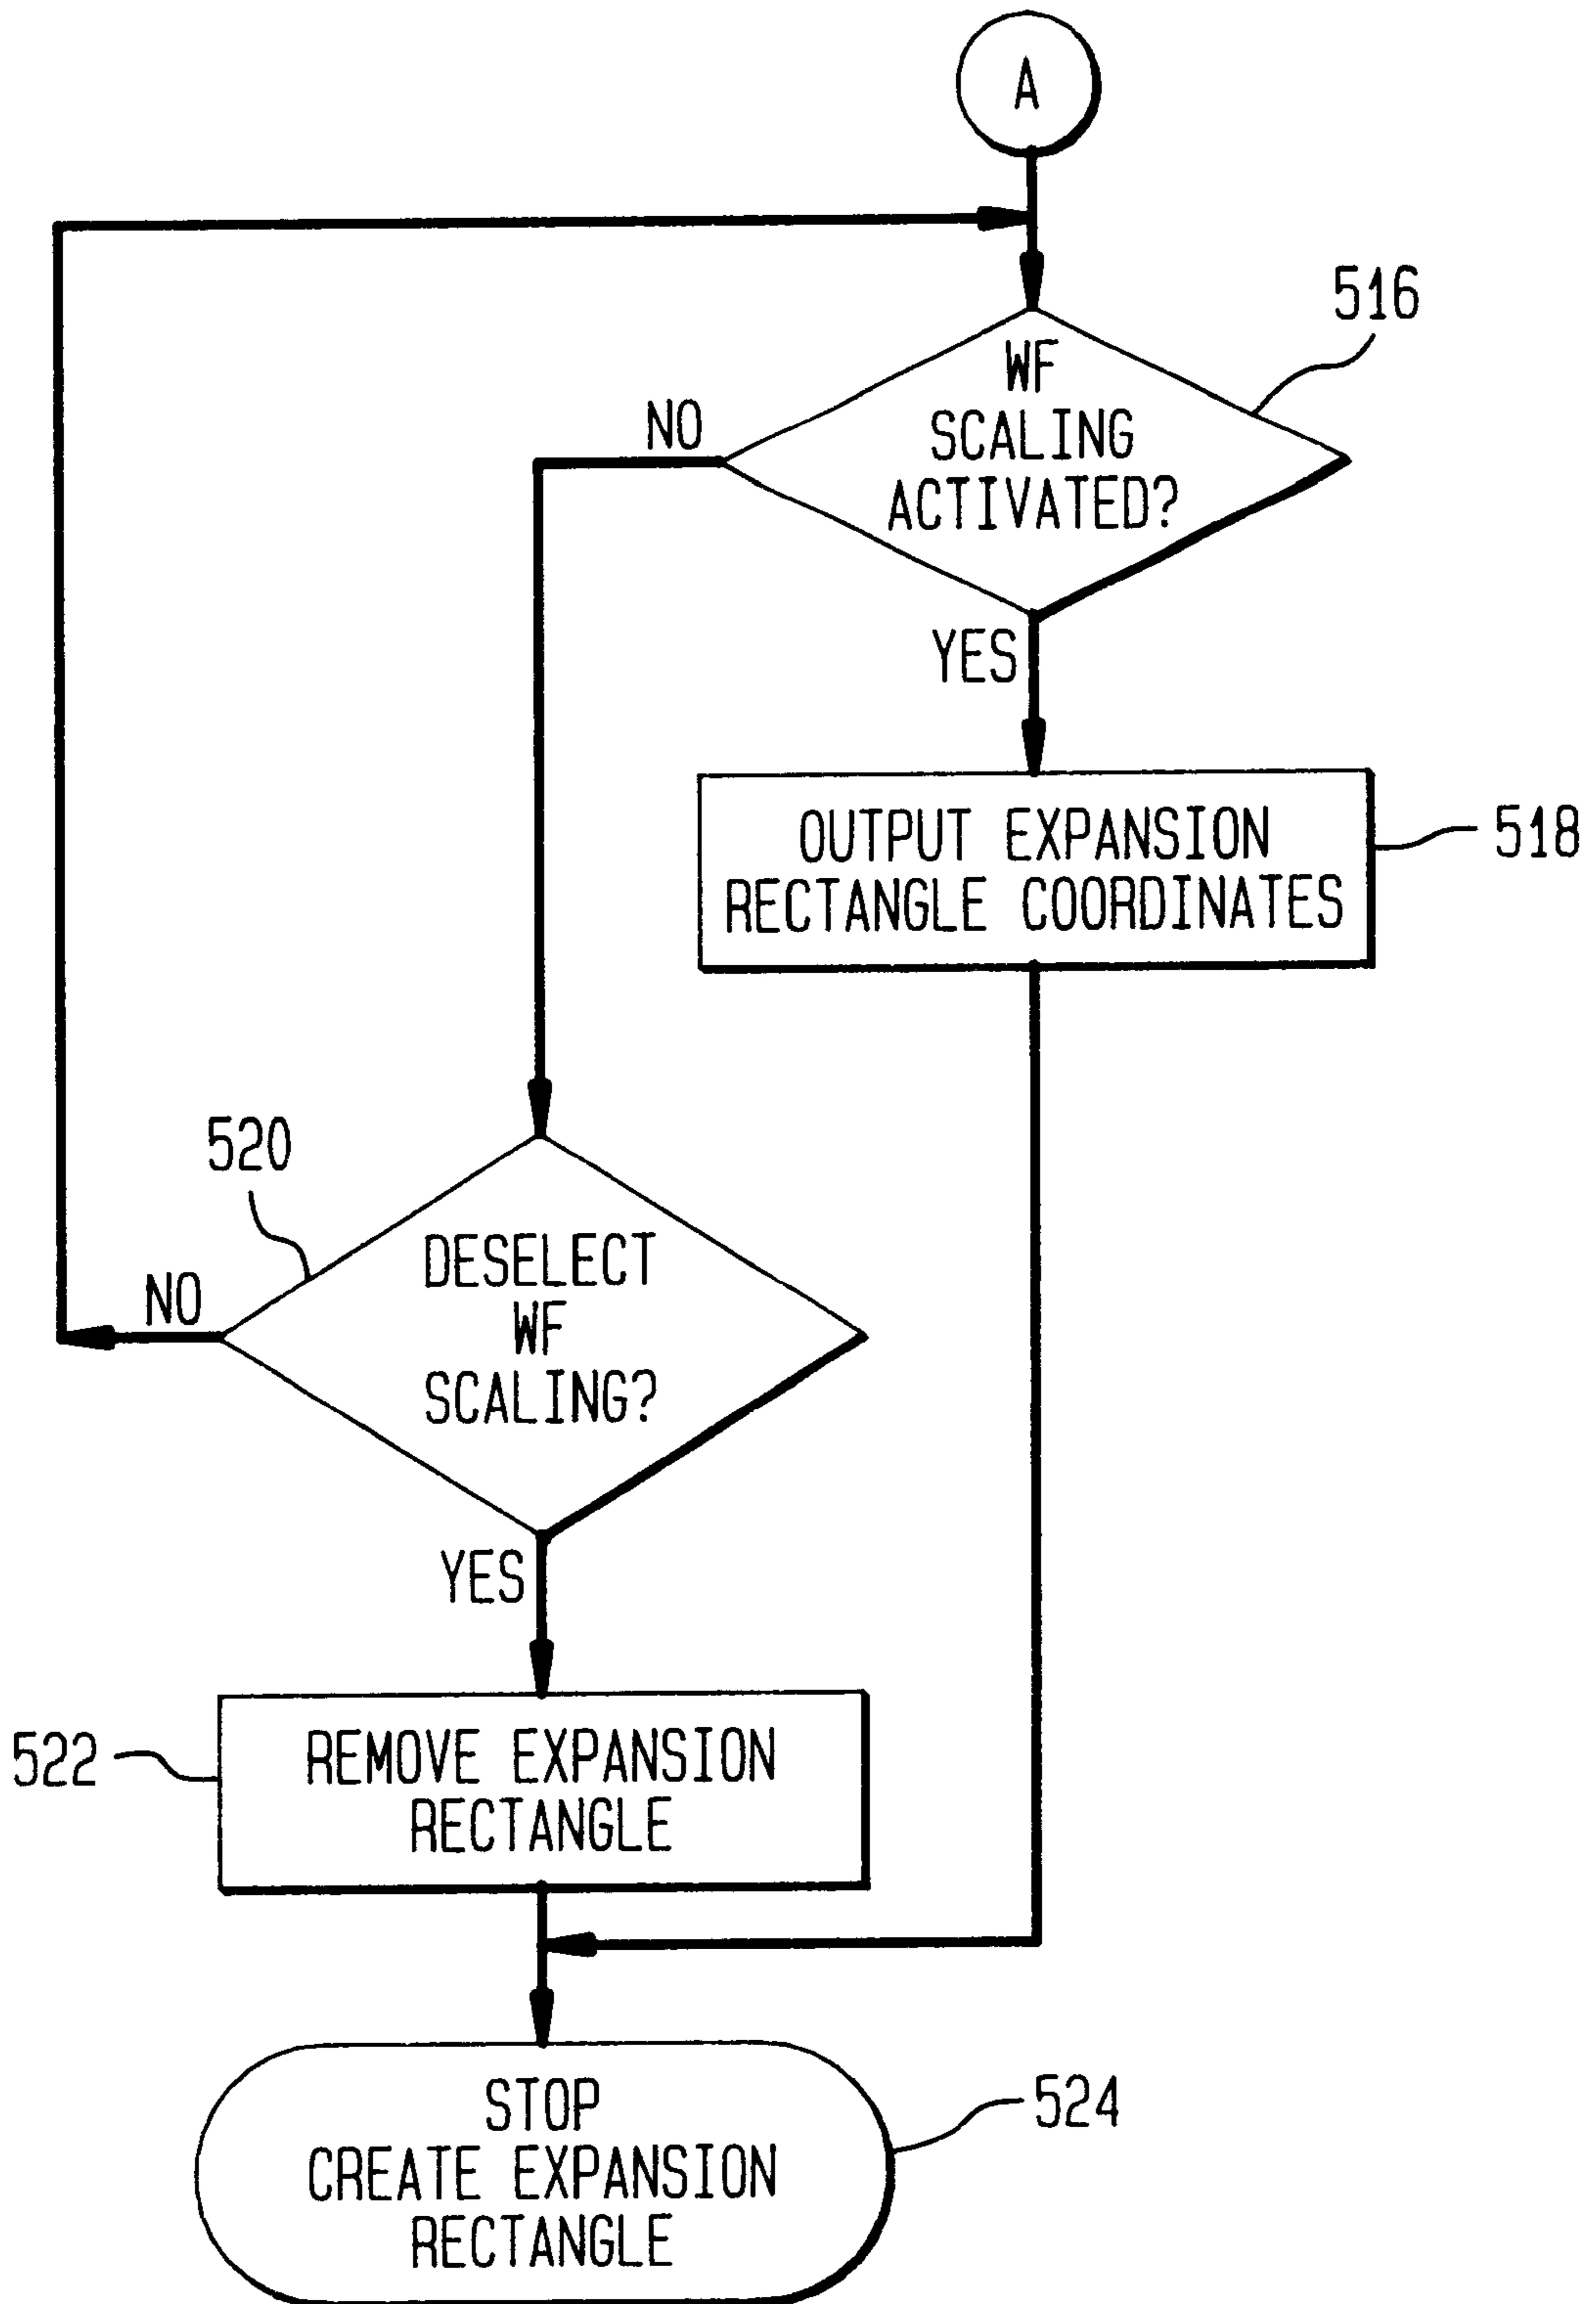 A
516
WF
SCALING
ACTIVATED?
NO
YES
OUTPUT EXPANSION
RECTANGLE COORDINATES
518
520
DESELECT
WF
SCALING?
NO
YES
522
REMOVE EXPANSION
RECTANGLE
STOP
CREATE EXPANSION
RECTANGLE
524